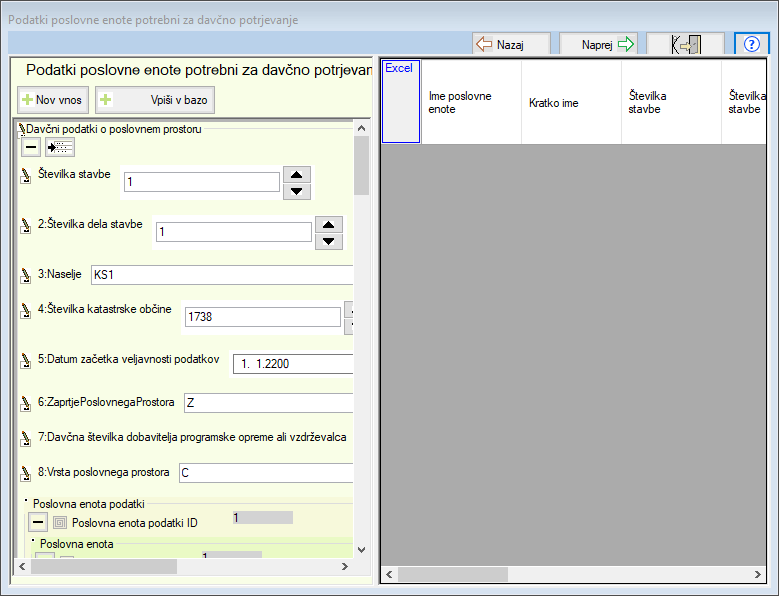 Podatki poslovne enote potrebni za davčno potrjevanje
Nazaj
Naprej
?
Podatki poslovne enote potrebni za davčno potrjevan
Nov vnos
Vpiši v bazo
Davčni podatki o poslovnem prostoru
Številka stavbe
1
2:Številka dela stavbe
1
3:Naselje
KS1
4:Številka katastrske občine
1738
5:Datum začetka veljavnosti podatkov
1. 1.2200
6:ZaprtjePoslovnegaProstora
Z
7:Davčna številka dobavitelja programske opreme ali vzdrževalca
8:Vrsta poslovnega prostora
C
Poslovna enota podatki
Poslovna enota podatki ID
1
Poslovna enota
1
Excel
Ime poslovne
enote
Kratko ime
Številka
stavbe
Številka
stavbe